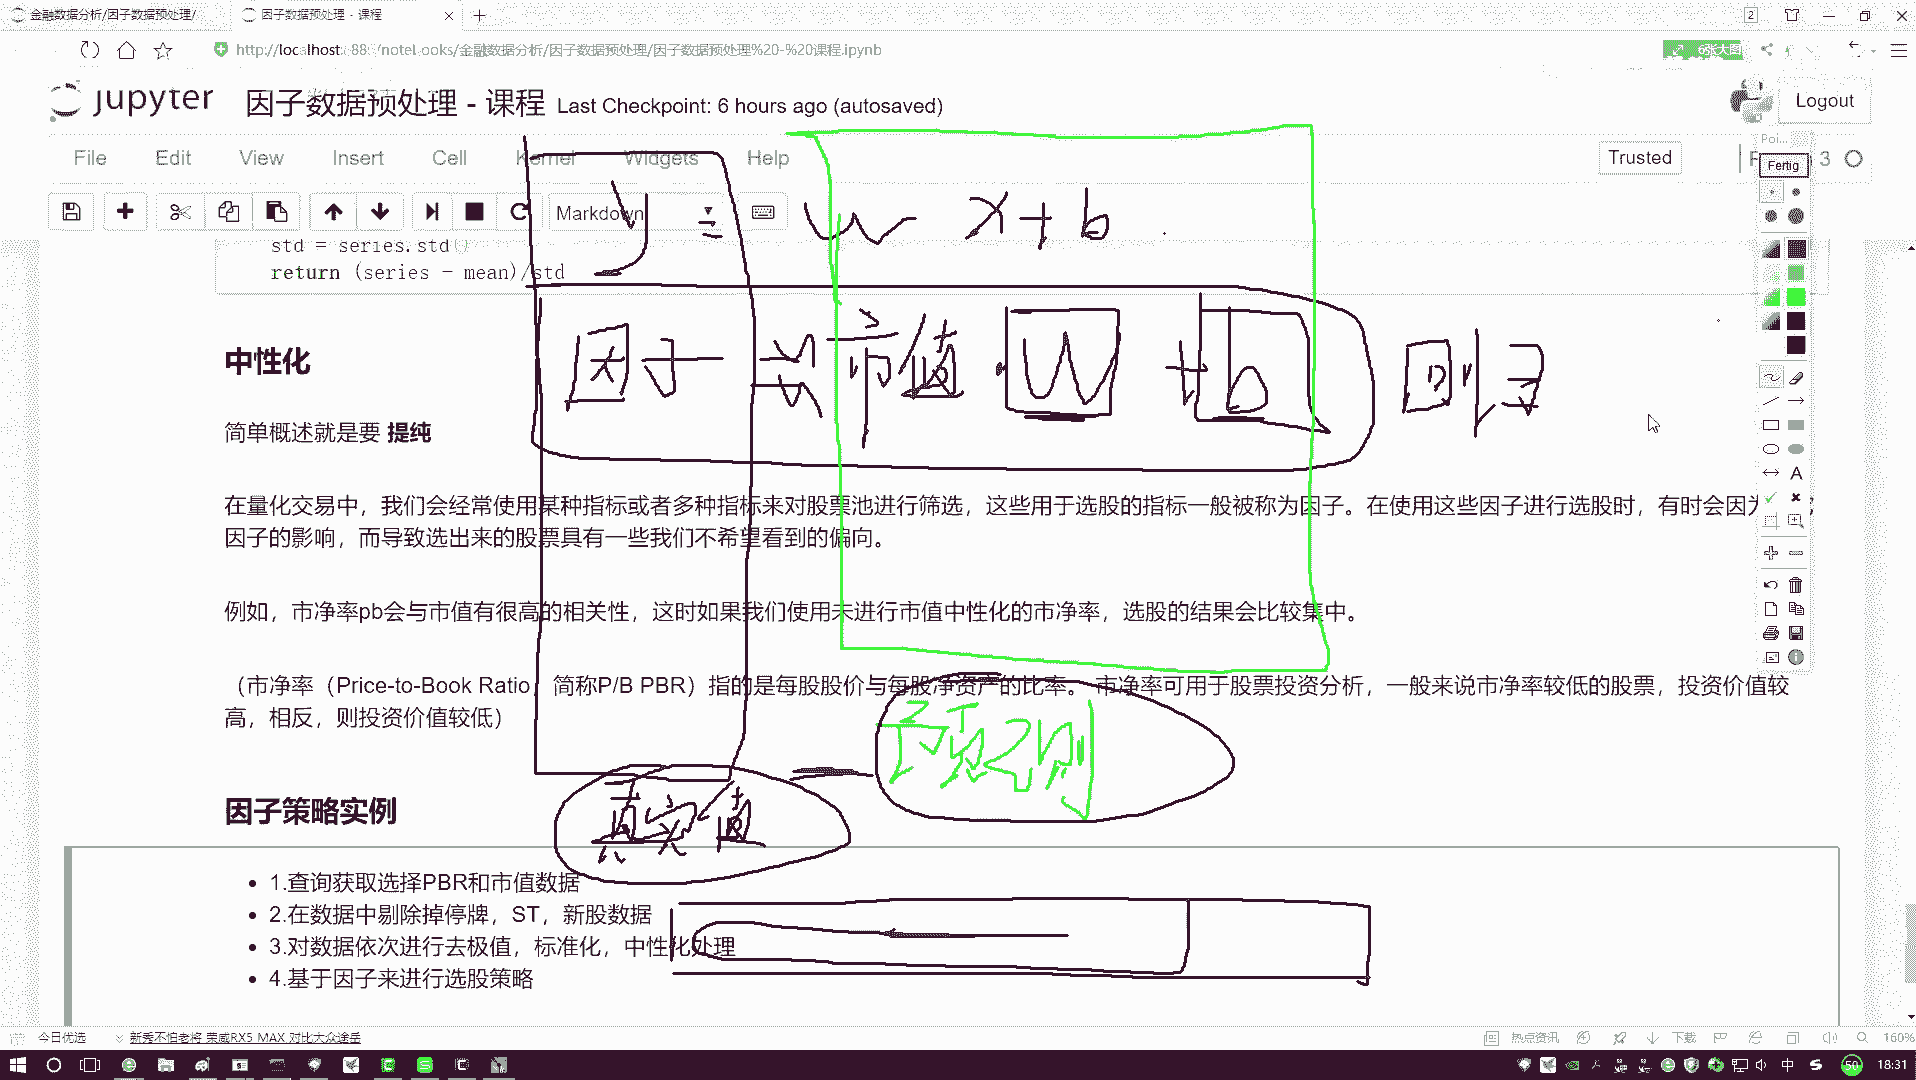 金融数据分析/因子数据预处理/
因子数据预处理 - 课程
2
金融数据分析/因子数据预处理/因子数据预处理%20-%20课程.ipynb
6张大图
jupyter 因子数据预处理 - 课程 Last Checkpoint: 6 hours ago (autosaved)
Logout
File Edit View Insert Cell Kernel Widgets Help
Trusted
3
Fertig
Markdown
y = w x + b
std = series.std()
return (series - mean)/std
因子 市值 · W + b 回归
中性化
简单概述就是要 提纯
在量化交易中，我们会经常使用某种指标或者多种指标来对股票池进行筛选，这些用于选股的指标一般被称为因子。在使用这些因子进行选股时，有时会因为
因子的影响，而导致选出来的股票具有一些我们不希望看到的偏向。
例如，市净率pb会与市值有很高的相关性，这时如果我们使用未进行市值中性化的市净率，选股的结果会比较集中。
（市净率（Price-to-Book Ratio，简称P/B PBR）指的是每股股价与每股净资产的比率。 市净率可用于股票投资分析，一般来说市净率较低的股票，投资价值较
高，相反，则投资价值较低）
预测
真实值
因子策略实例
1.查询获取选择PBR和市值数据
2.在数据中剔除掉停牌，ST，新股数据
3.对数据依次进行去极值，标准化，中性化处理
4.基于因子来进行选股策略
今日优选 新秀不怕老将 荣威RX5 MAX 对比大众途岳
热点资讯 下载 160%
中 50 18:31